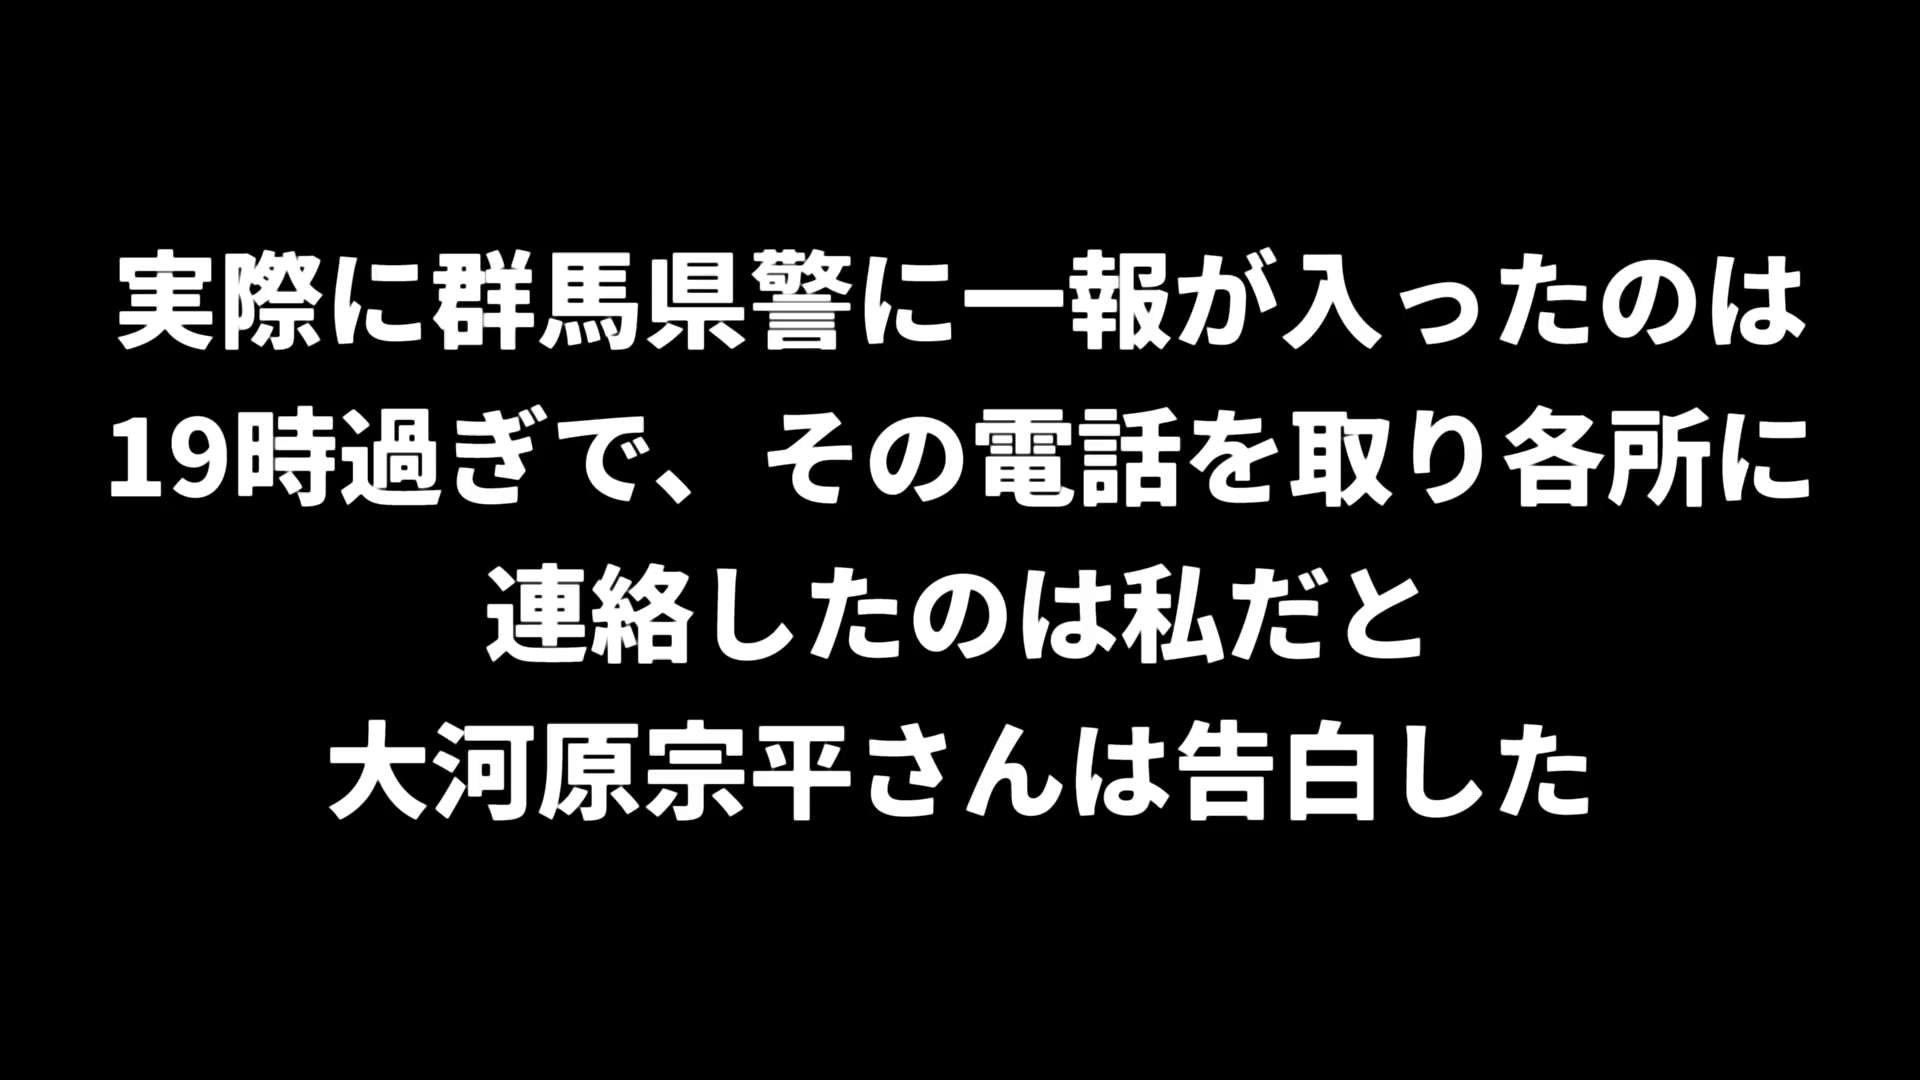 実際に群馬県警に一報が入ったのは
19時過ぎで、その電話を取り各所に
連絡したのは私だと
大河原宗平さんは告白した